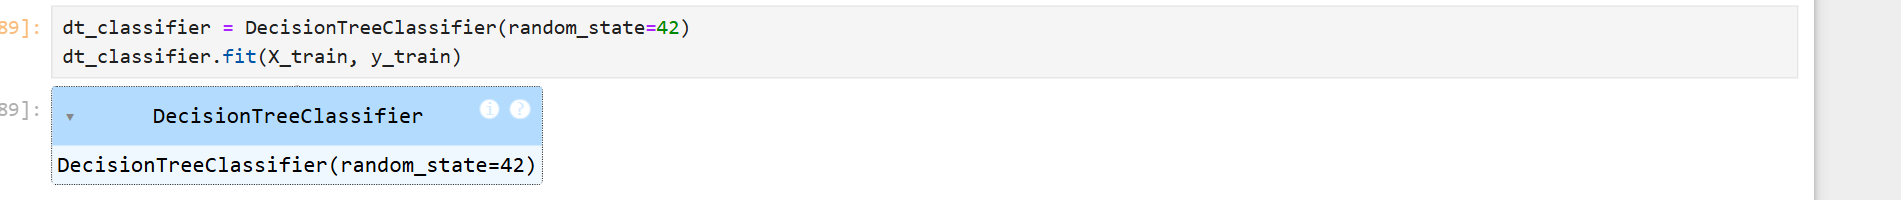 89]: dt_classifier = DecisionTreeClassifier(random_state=42)
dt_classifier.fit(X_train, y_train)
89]: DecisionTreeClassifier i ?
DecisionTreeClassifier(random_state=42)